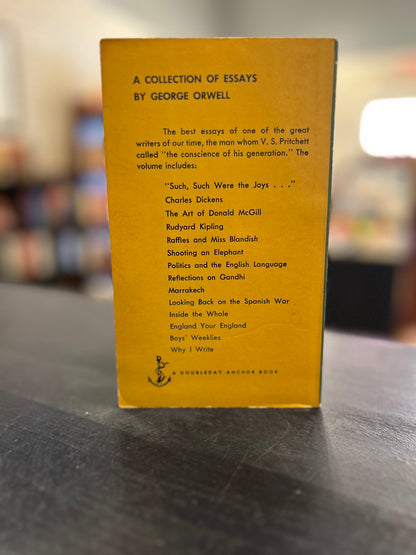 A COLLECTION OF ESSAYS
BY GEORGE ORWELL
The best essays of one of the great
writers of our time, the man whom V. S. Pritchett
called "the conscience of his generation." The
volume includes:
"Such, Such Were the Joys . . ."
Charles Dickens
The Art of Donald McGill
Rudyard Kipling
Raffles and Miss Blandish
Shooting an Elephant
Politics and the English Language
Reflections on Gandhi
Marrakech
Looking Back on the Spanish War
Inside the Whale
England Your England
Boys' Weeklies
Why I Write
A DOUBLEDAY ANCHOR BOOK